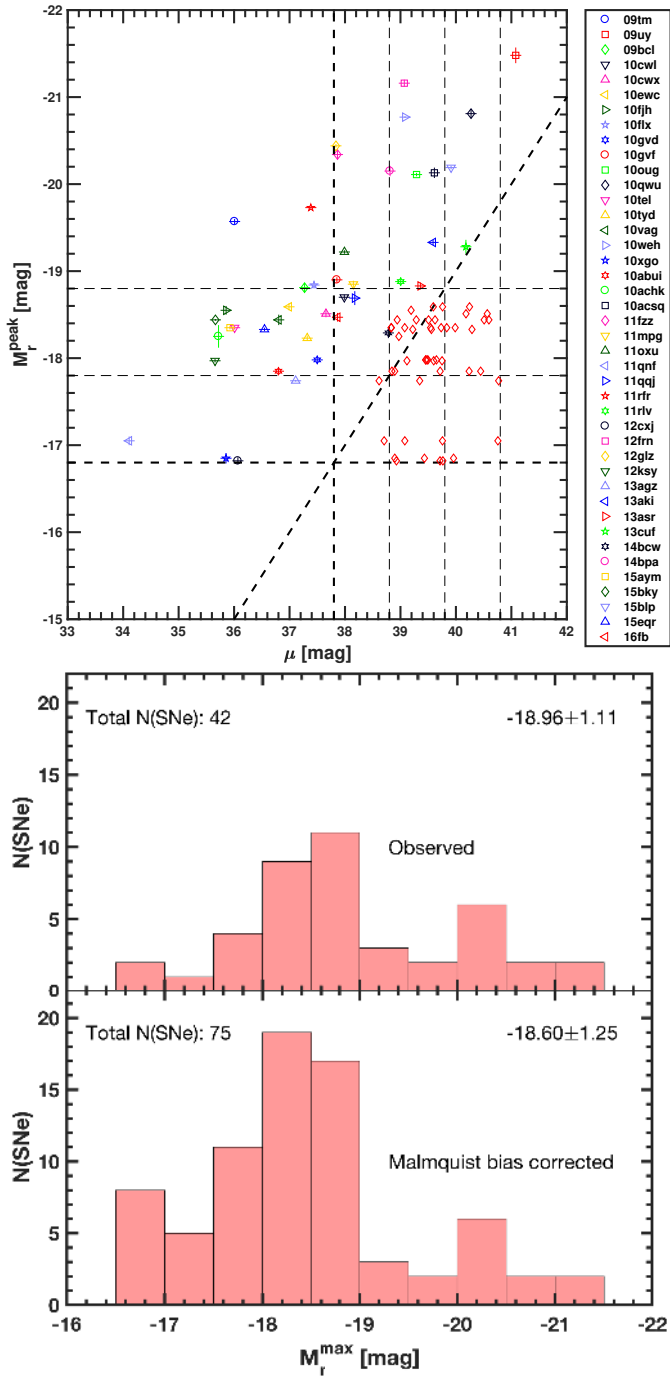 -22
-21
-20
-19
-18
-17
-16
-15
M_r^peak [mag]
33 34 35 36 37 38 39 40 41 42
μ [mag]
09tm
09uy
09bcl
10cwl
10cwx
10ewc
10fjh
10flx
10gvd
10gvf
10oug
10qwu
10tel
10tyd
10vag
10weh
10xgo
10abui
10achk
10acsq
11fzz
11mpg
11oxu
11qnf
11qqj
11rfr
11rlv
12cxj
12frn
12glz
12ksy
13agz
13aki
13asr
13cuf
14bcw
14bpa
15aym
15bky
15blp
15eqr
16fb
20
15
10
5
0
N(SNe)
Total N(SNe): 42
-18.96±1.11
Observed
20
15
10
5
0
N(SNe)
Total N(SNe): 75
-18.60±1.25
Malmquist bias corrected
-16 -17 -18 -19 -20 -21 -22
M_r^max [mag]